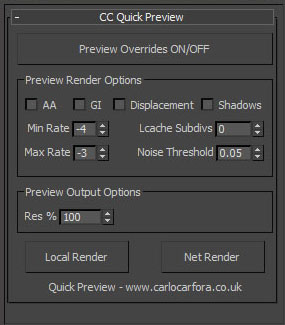 - CC Quick Preview
Preview Overrides ON/OFF
Preview Render Options
AA GI Displacement Shadows
Min Rate -4 Lcache Subdivs 0
Max Rate -3 Noise Threshold 0.05
Preview Output Options
Res % 100
Local Render Net Render
Quick Preview - www.carlocarfora.co.uk